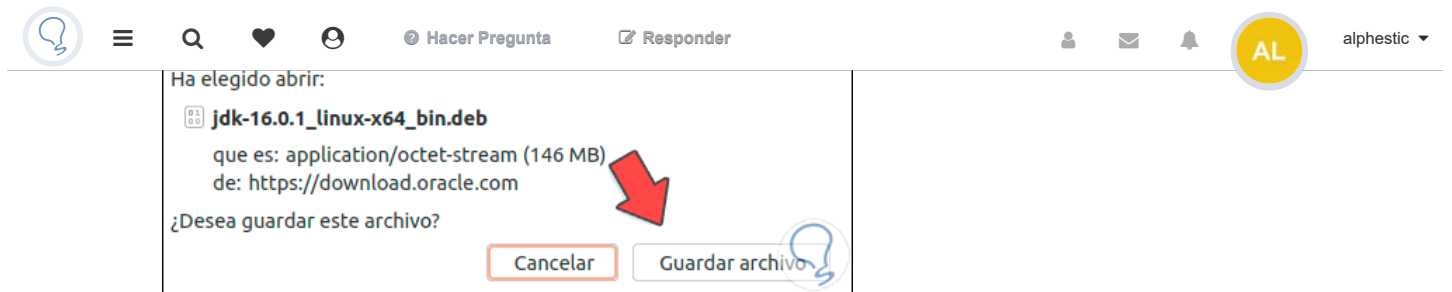 Hacer Pregunta Responder AL alphestic
Ha elegido abrir:
jdk-16.0.1_linux-x64_bin.deb
que es: application/octet-stream (146 MB)
de: https://download.oracle.com
¿Desea guardar este archivo?
Cancelar Guardar archivo